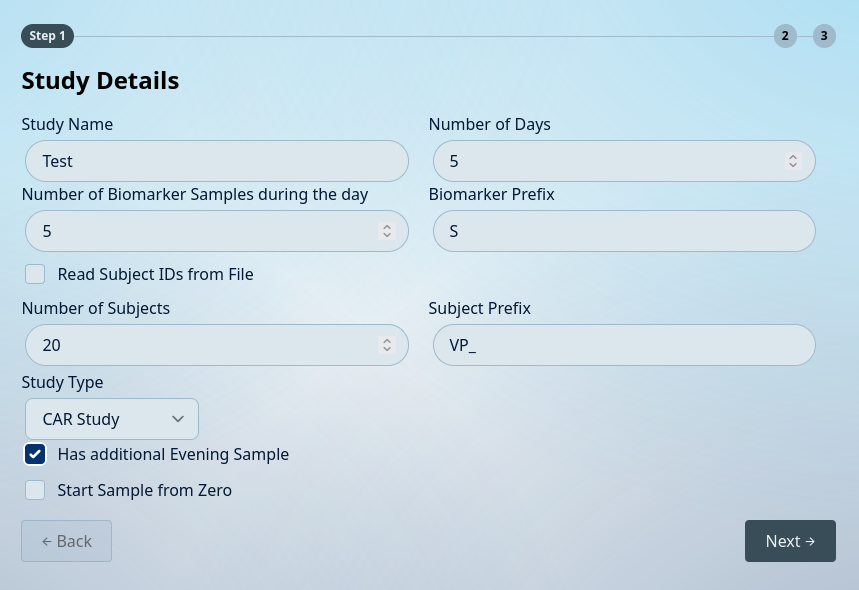 Step 1 2 3
Study Details
Study Name Number of Days
Test 5
Number of Biomarker Samples during the day Biomarker Prefix
5 S
Read Subject IDs from File
Number of Subjects Subject Prefix
20 VP_
Study Type
CAR Study
Has additional Evening Sample
Start Sample from Zero
← Back Next →